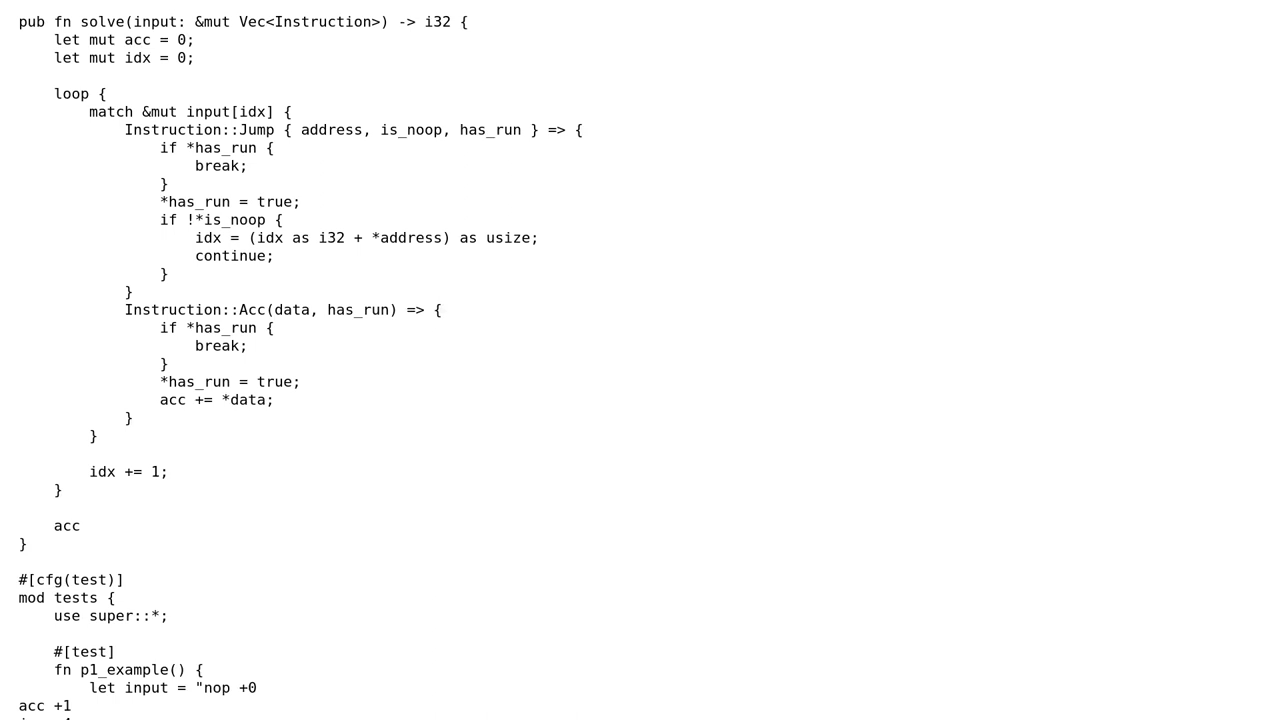 pub fn solve(input: &mut Vec<Instruction>) -> i32 {
    let mut acc = 0;
    let mut idx = 0;

    loop {
        match &mut input[idx] {
            Instruction::Jump { address, is_noop, has_run } => {
                if *has_run {
                    break;
                }
                *has_run = true;
                if !*is_noop {
                    idx = (idx as i32 + *address) as usize;
                    continue;
                }
            }
            Instruction::Acc(data, has_run) => {
                if *has_run {
                    break;
                }
                *has_run = true;
                acc += *data;
            }
        }

        idx += 1;
    }

    acc
}

#[cfg(test)]
mod tests {
    use super::*;

    #[test]
    fn p1_example() {
        let input = "nop +0
acc +1